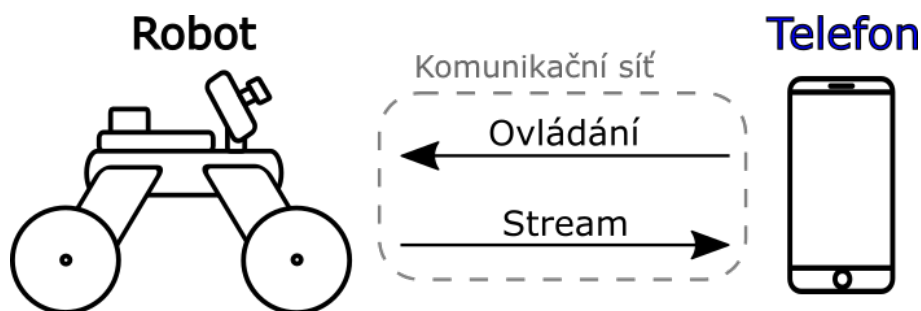 Robot
Telefon
Komunikační síť
Ovládání
Stream